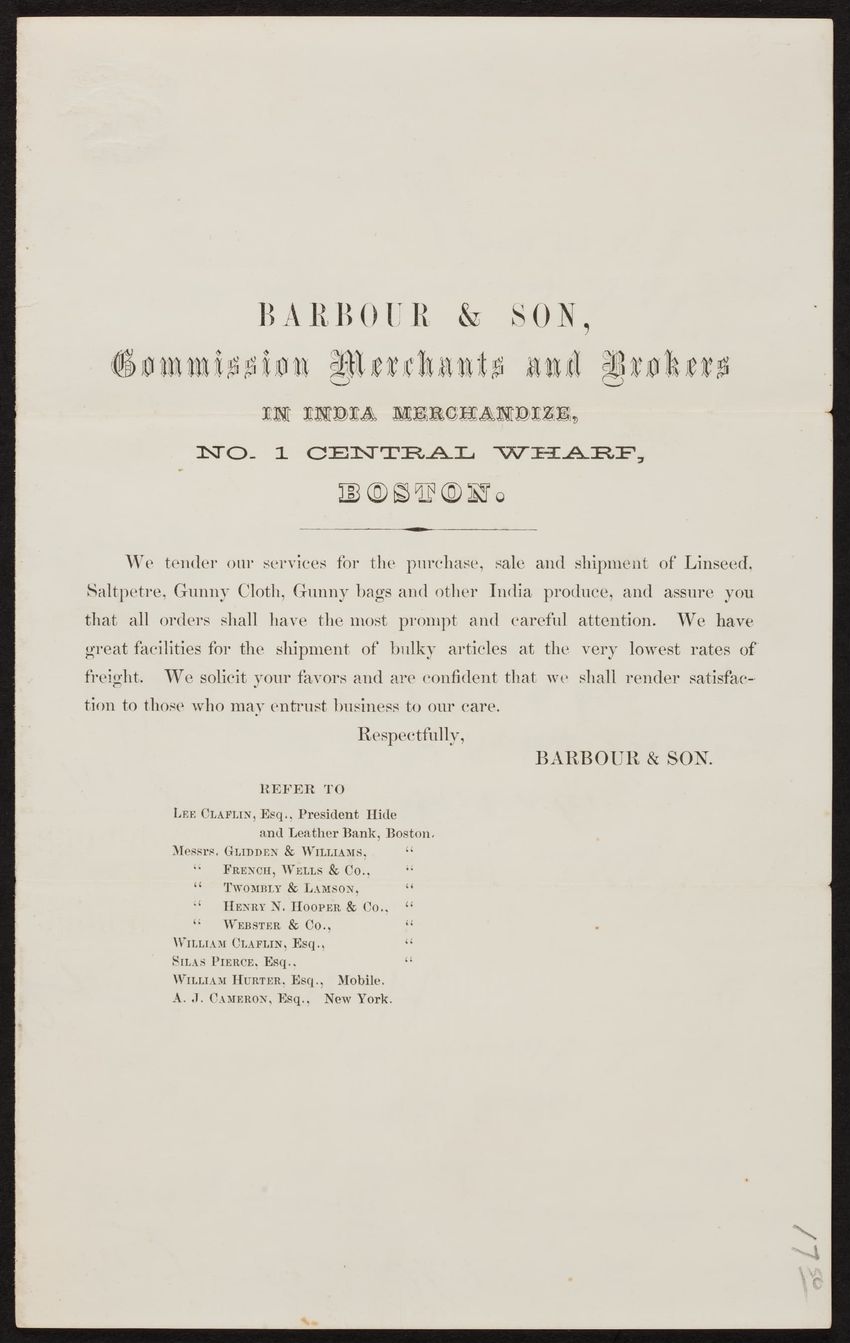 BARBOUR & SON,
Commission Merchants and Brokers
IN INDIA MERCHANDIZE,
NO. 1 CENTRAL WHARF,
BOSTON.
We tender our services for the purchase, sale and shipment of Linseed,
Saltpetre, Gunny Cloth, Gunny bags and other India produce, and assure you
that all orders shall have the most prompt and careful attention. We have
great facilities for the shipment of bulky articles at the very lowest rates of
freight. We solicit your favors and are confident that we shall render satisfac-
tion to those who may entrust business to our care.
Respectfully,
BARBOUR & SON.
REFER TO
LEE CLAFLIN, Esq., President Hide
and Leather Bank, Boston.
Messrs. GLIDDEN & WILLIAMS, “
“ FRENCH, WELLS & CO., “
“ TWOMBLY & LAMSON, “
“ HENRY N. HOOPER & CO., “
“ WEBSTER & CO., “
WILLIAM CLAFLIN, Esq., “
SILAS PIERCE, Esq., “
WILLIAM HURTER, Esq., Mobile.
A. J. CAMERON, Esq., New York.